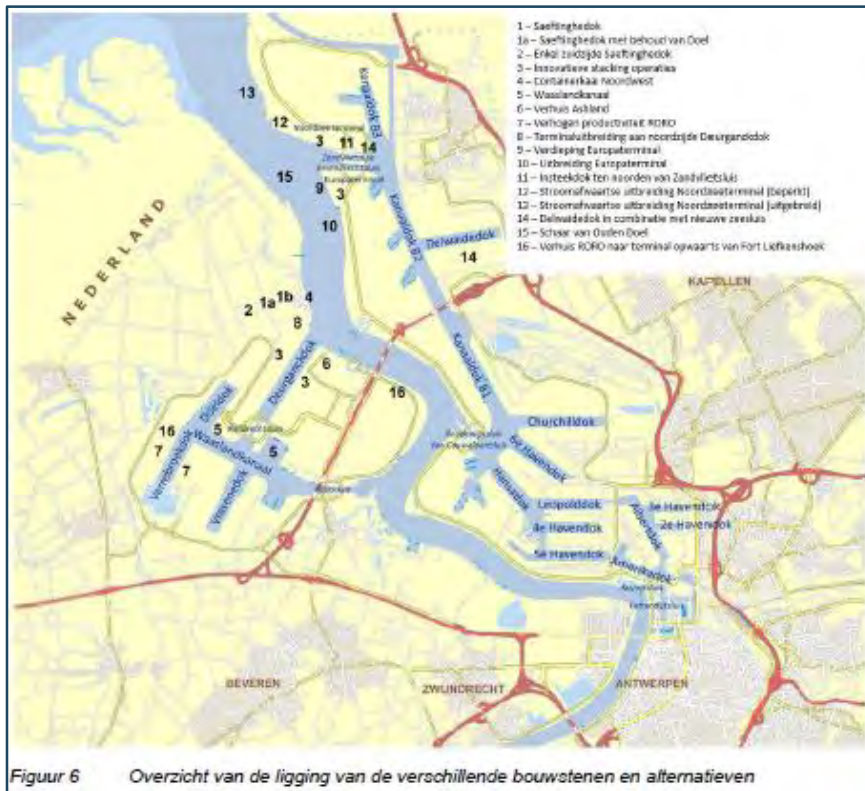 1 – Saeftinghedok
1a – Saeftinghedok met behoud van Doel
2 – Enkel zuidzijde Saeftinghedok
3 – Innovatieve stacking operaties
4 – Containerkaai Noordwest
5 – Waaslandkanaal
6 – Verhuis Ashland
7 – Verhogen productiviteit RORO
8 – Terminaluitbreiding aan noordzijde Deurganckdok
9 – Verdieping Europaterminal
10 – Uitbreiding Europaterminal
11 – Insteekdok ten noorden van Zandvlietsluis
12 – Stroomafwaartse uitbreiding Noordzeeterminal (beperkt)
13 – Stroomafwaartse uitbreiding Noordzeeterminal (uitgebreid)
14 – Delwaidedok in combinatie met nieuwe zeesluis
15 – Schaar van Ouden Doel
16 – Verhuis RORO naar terminal opwaarts van Fort Liefkenshoek
13
12
Kanaaldok B3
Noordzeeterminal
3 11 14
Europaterminal
15
9 3
10
Kanaaldok B2
Delwaidedok
14
NEDERLAND
KAPELLEN
2 1a 1b 4
8
3
6
Deurganckdok
3
16
Kanaaldok B1
Churchilldok
6e Havendok
Doeldok
16
5
7
Verrebroekdok
7
Waaslandkanaal
5
Vrasenedok
Hansadok
Leopolddok
4e Havendok
5e Havendok
Albertdok
3e Havendok
2e Havendok
Amerikadok
BEVEREN
ZWIJNDRECHT
ANTWERPEN
Figuur 6 Overzicht van de ligging van de verschillende bouwstenen en alternatieven